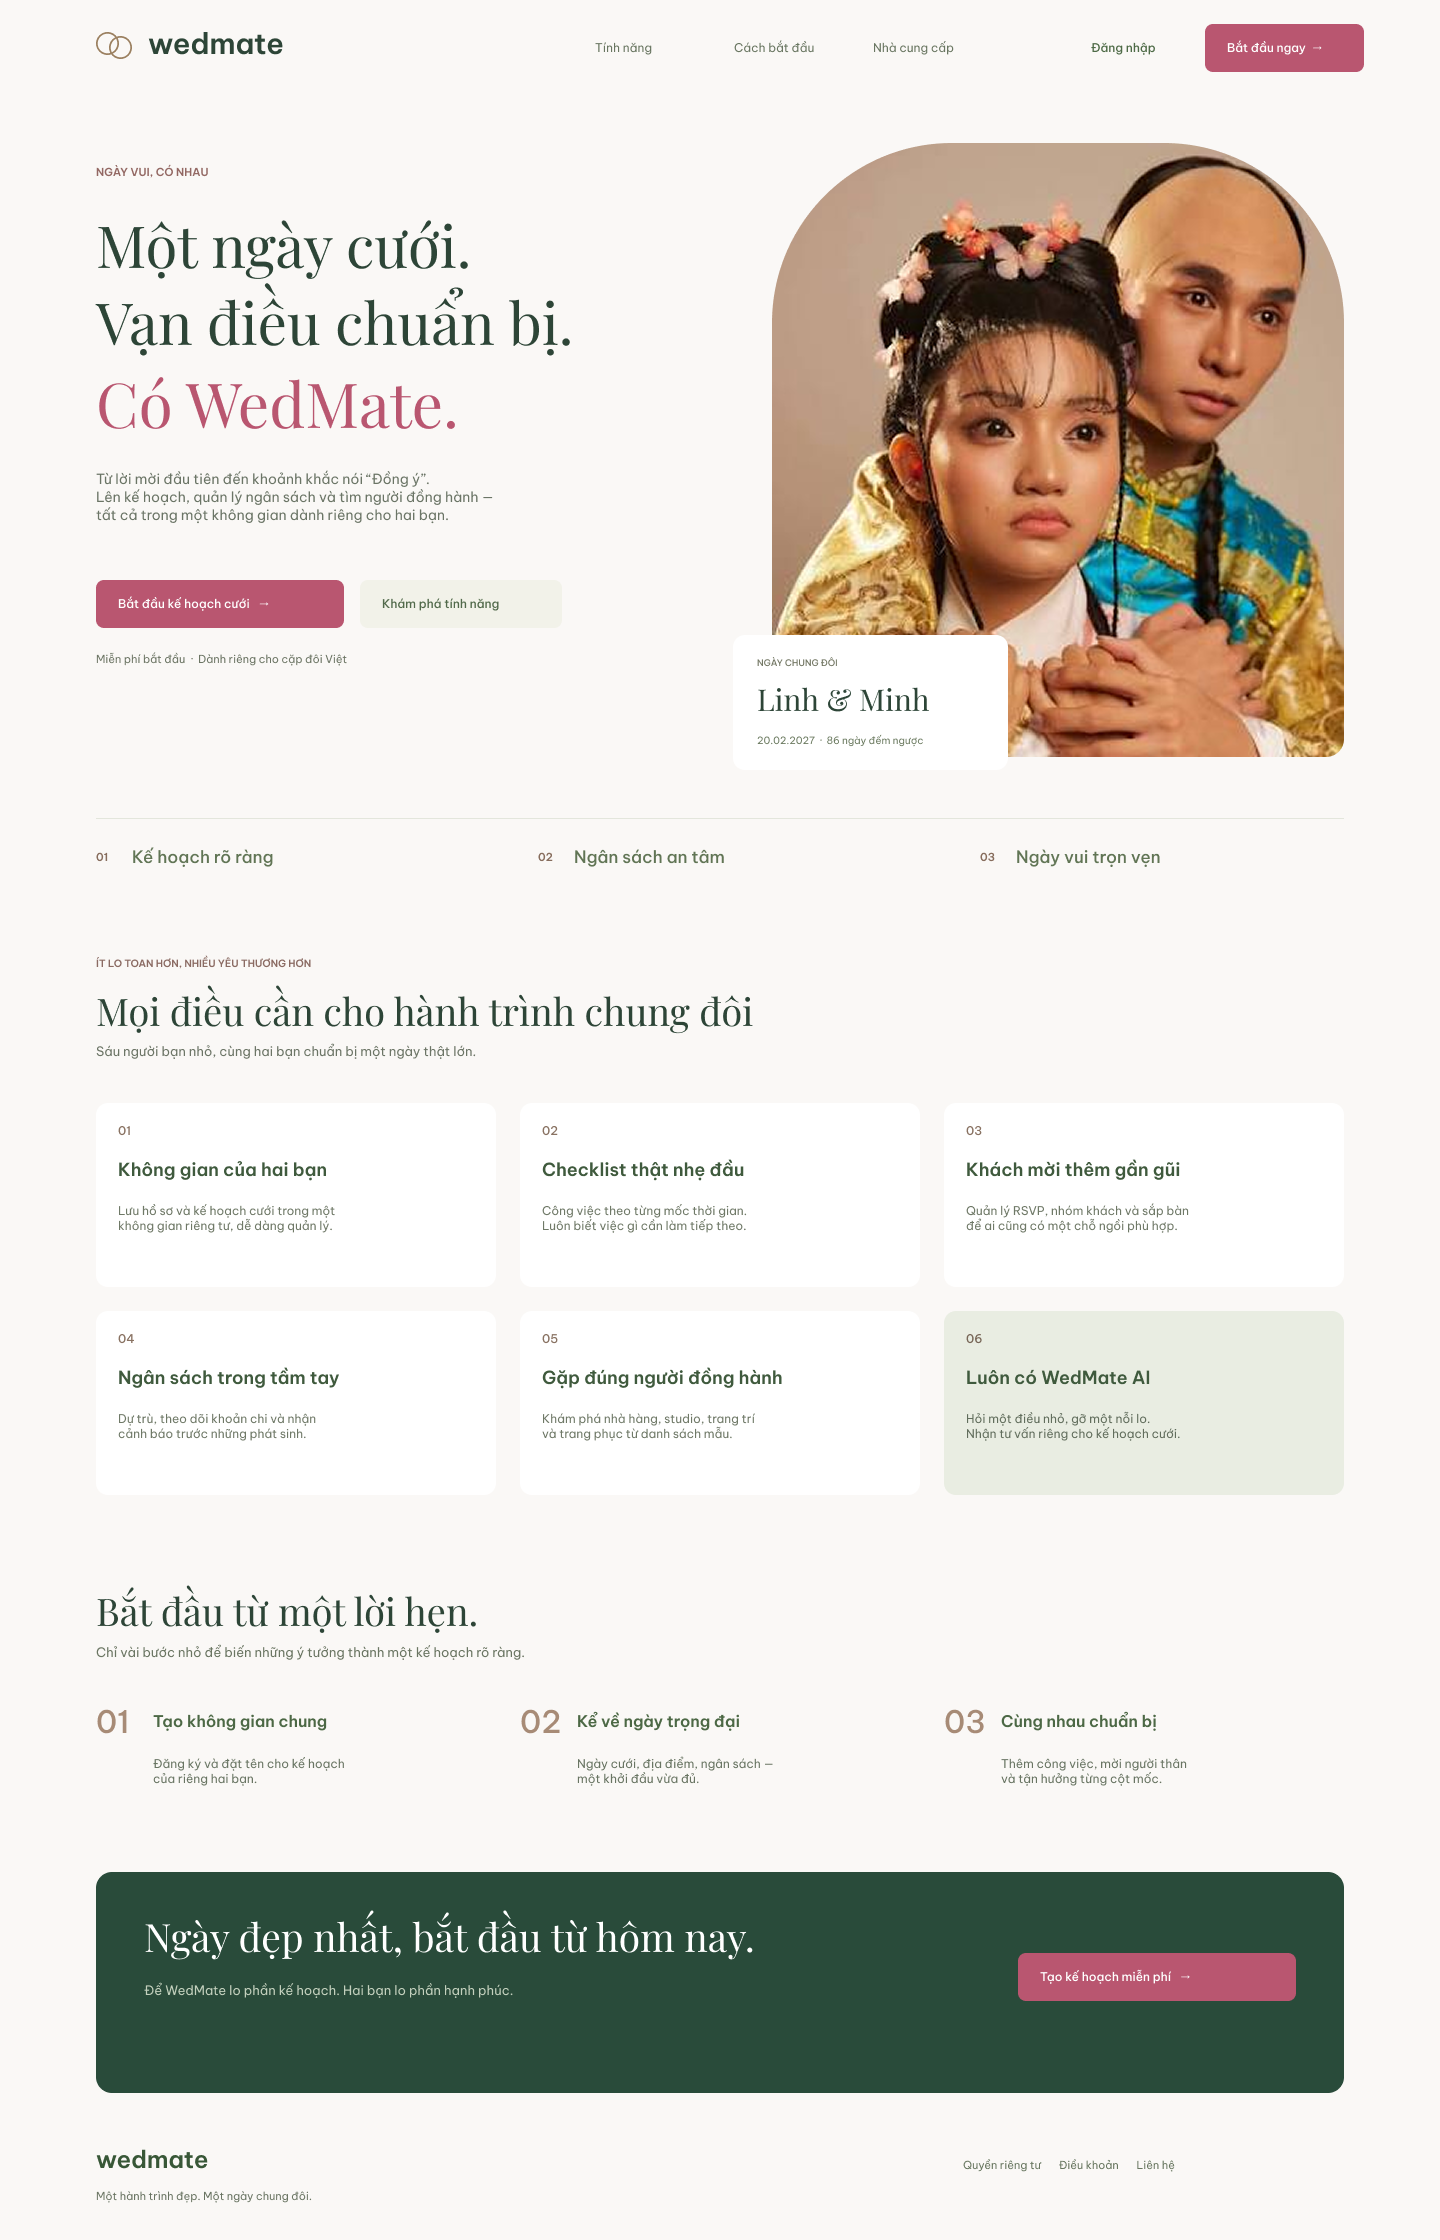 wedmate
Tính năng
Cách bắt đầu
Nhà cung cấp
Đăng nhập
Bắt đầu ngay →
NGÀY VUI, CÓ NHAU
Một ngày cưới.
Vạn điều chuẩn bị.
Có WedMate.
Từ lời mời đầu tiên đến khoảnh khắc nói “Đồng ý”.
Lên kế hoạch, quản lý ngân sách và tìm người đồng hành —
tất cả trong một không gian dành riêng cho hai bạn.
Bắt đầu kế hoạch cưới →
Khám phá tính năng
Miễn phí bắt đầu · Dành riêng cho cặp đôi Việt
NGÀY CHUNG ĐÔI
Linh & Minh
20.02.2027 · 86 ngày đếm ngược
01 Kế hoạch rõ ràng
02 Ngân sách an tâm
03 Ngày vui trọn vẹn
ÍT LO TOAN HƠN, NHIỀU YÊU THƯƠNG HƠN
Mọi điều cần cho hành trình chung đôi
Sáu người bạn nhỏ, cùng hai bạn chuẩn bị một ngày thật lớn.
01
Không gian của hai bạn
Lưu hồ sơ và kế hoạch cưới trong một
không gian riêng tư, dễ dàng quản lý.
02
Checklist thật nhẹ đầu
Công việc theo từng mốc thời gian.
Luôn biết việc gì cần làm tiếp theo.
03
Khách mời thêm gần gũi
Quản lý RSVP, nhóm khách và sắp bàn
để ai cũng có một chỗ ngồi phù hợp.
04
Ngân sách trong tầm tay
Dự trù, theo dõi khoản chi và nhận
cảnh báo trước những phát sinh.
05
Gặp đúng người đồng hành
Khám phá nhà hàng, studio, trang trí
và trang phục từ danh sách mẫu.
06
Luôn có WedMate AI
Hỏi một điều nhỏ, gỡ một nỗi lo.
Nhận tư vấn riêng cho kế hoạch cưới.
Bắt đầu từ một lời hẹn.
Chỉ vài bước nhỏ để biến những ý tưởng thành một kế hoạch rõ ràng.
01 Tạo không gian chung
Đăng ký và đặt tên cho kế hoạch
của riêng hai bạn.
02 Kể về ngày trọng đại
Ngày cưới, địa điểm, ngân sách —
một khởi đầu vừa đủ.
03 Cùng nhau chuẩn bị
Thêm công việc, mời người thân
và tận hưởng từng cột mốc.
Ngày đẹp nhất, bắt đầu từ hôm nay.
Để WedMate lo phần kế hoạch. Hai bạn lo phần hạnh phúc.
Tạo kế hoạch miễn phí →
wedmate
Một hành trình đẹp. Một ngày chung đôi.
Quyền riêng tư
Điều khoản
Liên hệ